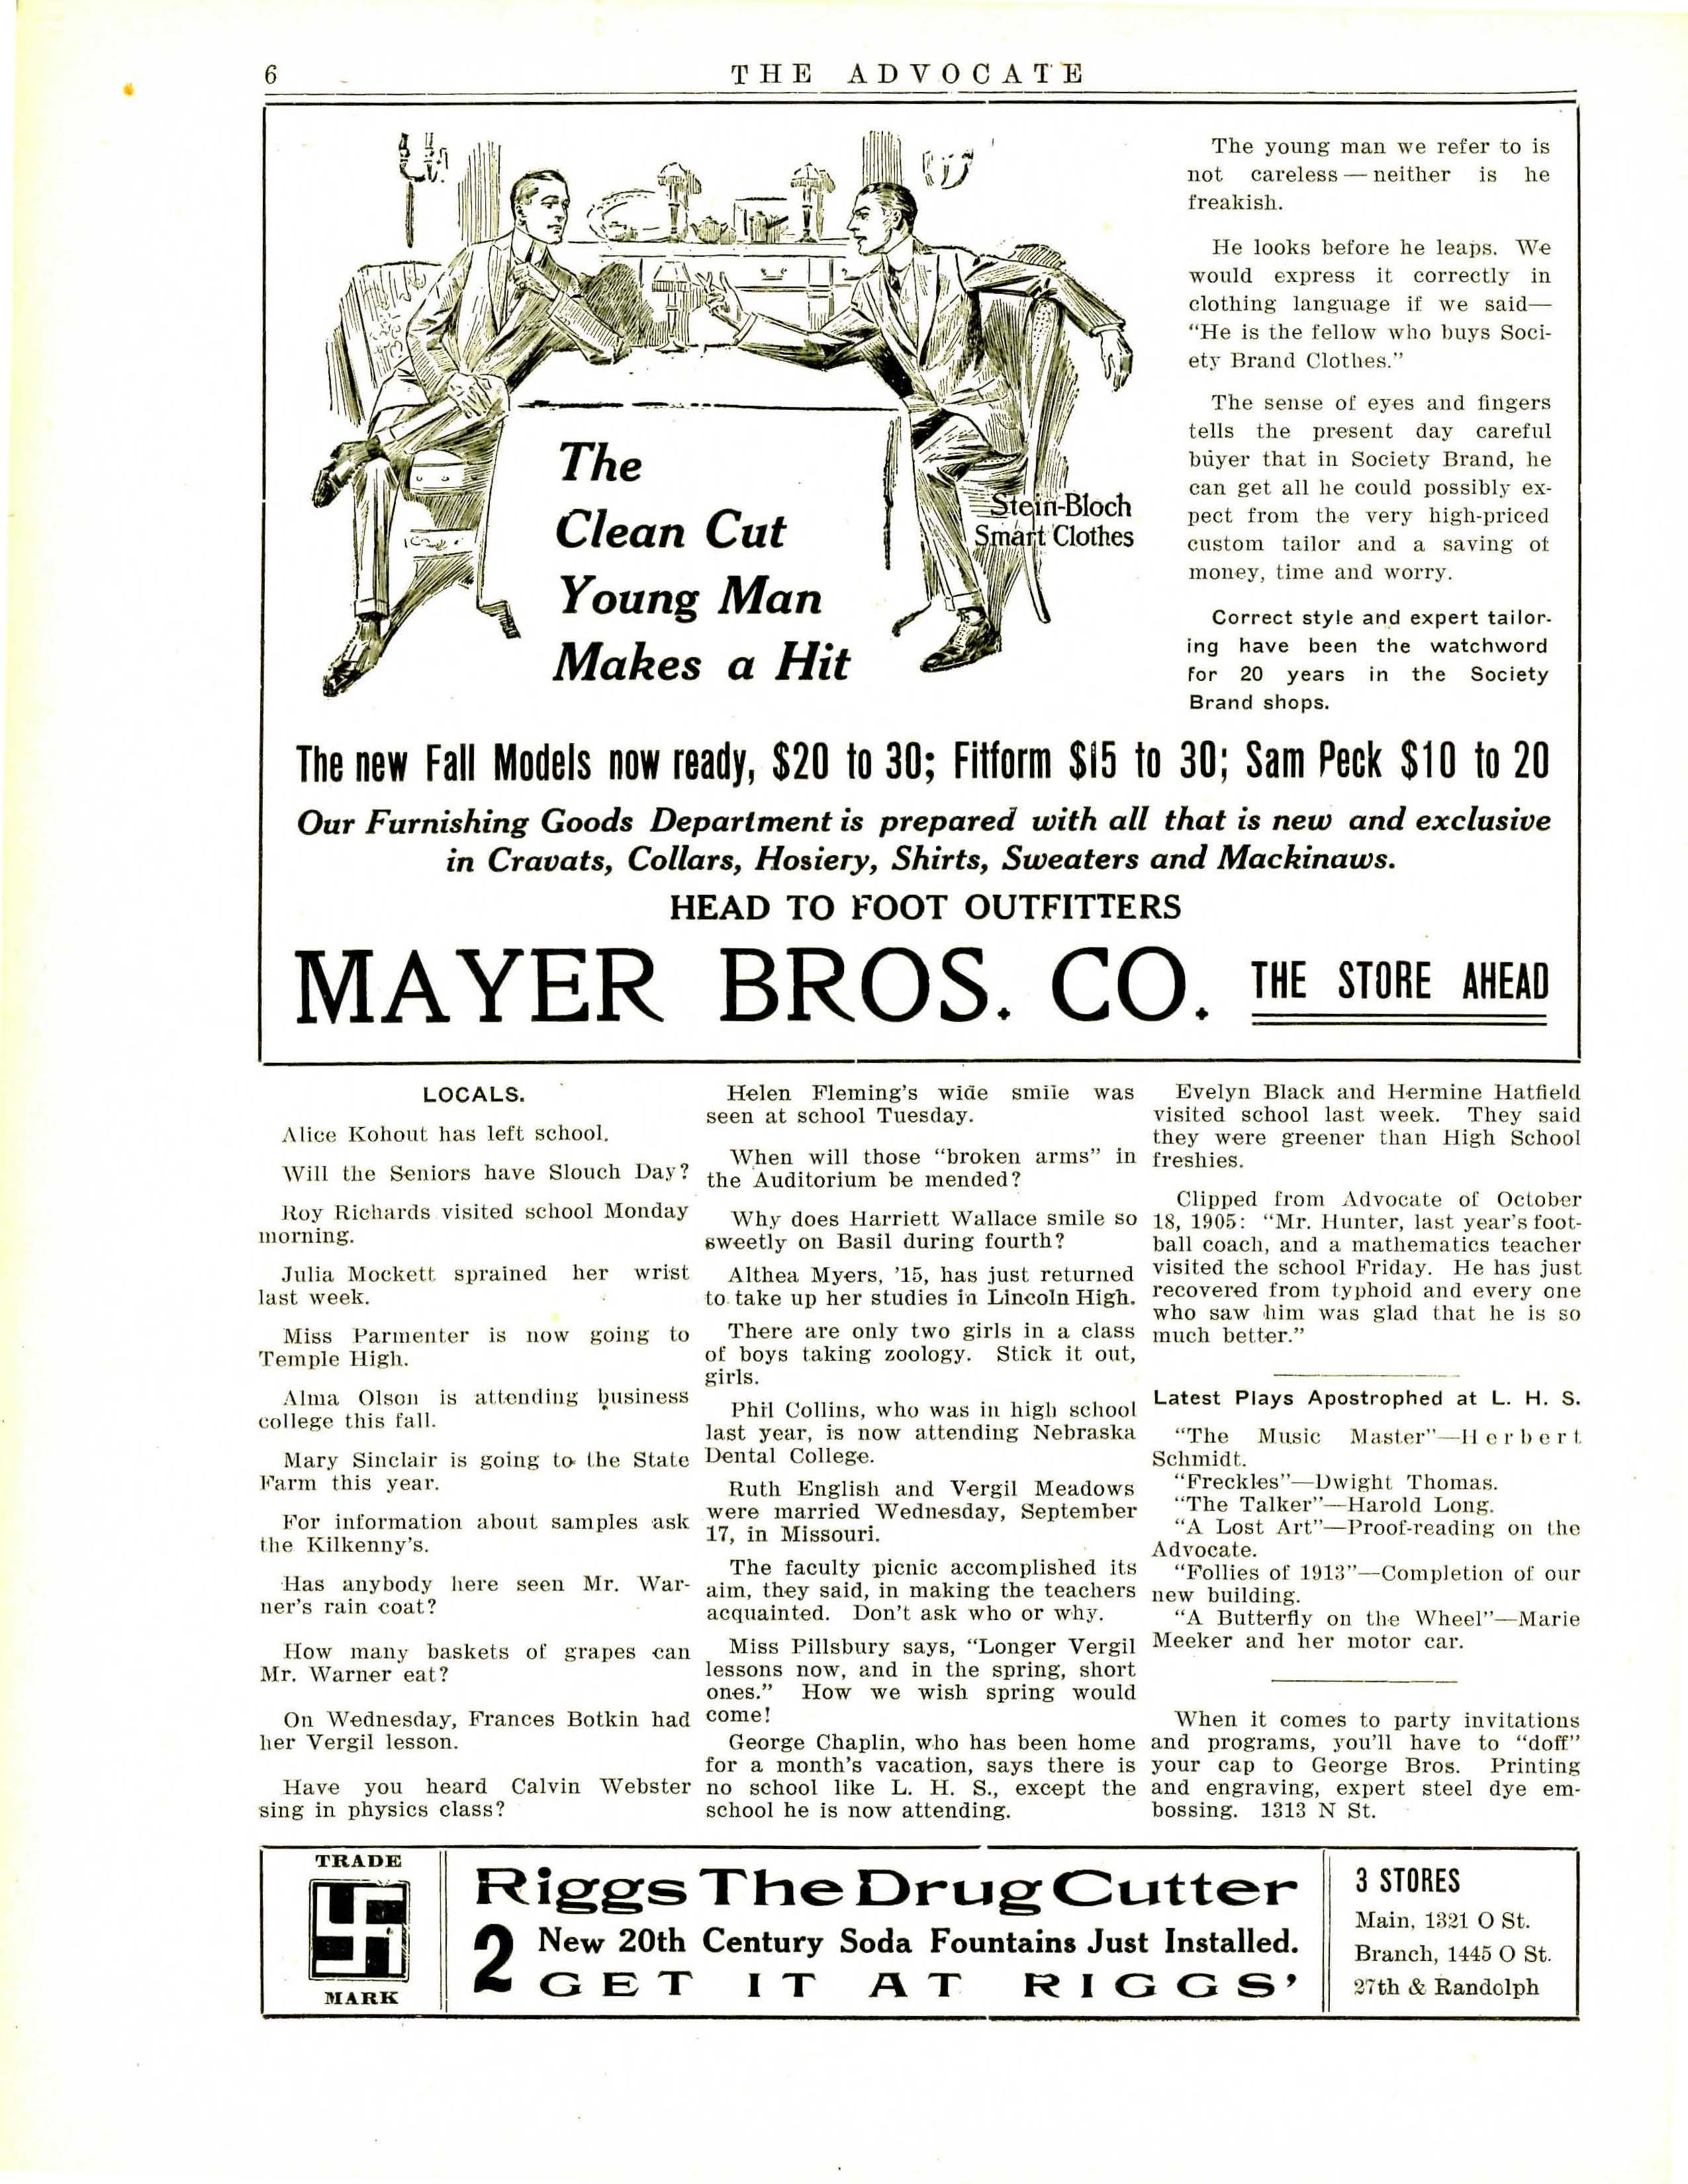 6
THE ADVOCATE
The
Clean Cut
Young Man
Makes a Hit
Stein-Bloch
Smart Clothes
The young man we refer to is
not careless — neither is he
freakish.
He looks before he leaps. We
would express it correctly in
clothing language if we said—
"He is the fellow who buys Soci-
ety Brand Clothes."
The sense of eyes and fingers
tells the present day careful
buyer that in Society Brand, he
can get all he could possibly ex-
pect from the very high-priced
custom tailor and a saving of
money, time and worry.
Correct style and expert tailor-
ing have been the watchword
for 20 years in the Society
Brand shops.
The new Fall Models now ready, $20 to 30; Fitform $15 to 30; Sam Peck $10 to 20
Our Furnishing Goods Department is prepared with all that is new and exclusive
in Cravats, Collars, Hosiery, Shirts, Sweaters and Mackinaws.
HEAD TO FOOT OUTFITTERS
MAYER BROS. CO. THE STORE AHEAD
LOCALS.
Alice Kohout has left school.
Will the Seniors have Slouch Day?
Roy Richards visited school Monday
morning.
Julia Mockett sprained her wrist
last week.
Miss Parmenter is now going to
Temple High.
Alma Olson is attending business
college this fall.
Mary Sinclair is going to the State
Farm this year.
For information about samples ask
the Kilkenny's.
Has anybody here seen Mr. War-
ner's rain coat?
How many baskets of grapes can
Mr. Warner eat?
On Wednesday, Frances Botkin had
her Vergil lesson.
Have you heard Calvin Webster
sing in physics class?
Helen Fleming's wide smile was
seen at school Tuesday.
When will those "broken arms" in
the Auditorium be mended?
Why does Harriett Wallace smile so
sweetly on Basil during fourth?
Althea Myers, '15, has just returned
to take up her studies in Lincoln High.
There are only two girls in a class
of boys taking zoology. Stick it out,
girls.
Phil Collins, who was in high school
last year, is now attending Nebraska
Dental College.
Ruth English and Vergil Meadows
were married Wednesday, September
17, in Missouri.
The faculty picnic accomplished its
aim, they said, in making the teachers
acquainted. Don't ask who or why.
Miss Pillsbury says, "Longer Vergil
lessons now, and in the spring, short
ones." How we wish spring would
come!
George Chaplin, who has been home
for a month's vacation, says there is
no school like L. H. S., except the
school he is now attending.
Evelyn Black and Hermine Hatfield
visited school last week. They said
they were greener than High School
freshies.
Clipped from Advocate of October
18, 1905: "Mr. Hunter, last year's foot-
ball coach, and a mathematics teacher
visited the school Friday. He has just
recovered from typhoid and every one
who saw him was glad that he is so
much better."
Latest Plays Apostrophed at L. H. S.
"The Music Master"—Herbert
Schmidt.
"Freckles"—Dwight Thomas.
"The Talker"—Harold Long.
"A Lost Art"—Proof-reading on the
Advocate.
"Follies of 1913"—Completion of our
new building.
"A Butterfly on the Wheel"—Marie
Meeker and her motor car.
When it comes to party invitations
and programs, you'll have to "doff"
your cap to George Bros. Printing
and engraving, expert steel dye em-
bossing. 1313 N St.
TRADE
MARK
Riggs The Drug Cutter
2 New 20th Century Soda Fountains Just Installed.
GET IT AT RIGGS'
3 STORES
Main, 1321 O St.
Branch, 1445 O St.
27th & Randolph